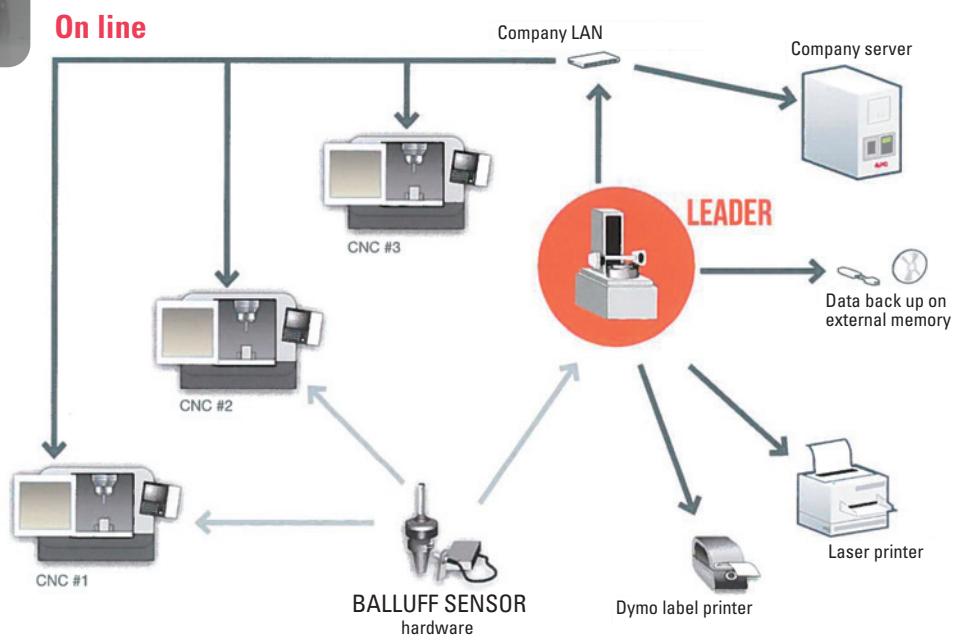 On line
Company LAN
Company server
LEADER
CNC #3
Data back up on
external memory
CNC #2
CNC #1
BALLUFF SENSOR
hardware
Dymo label printer
Laser printer